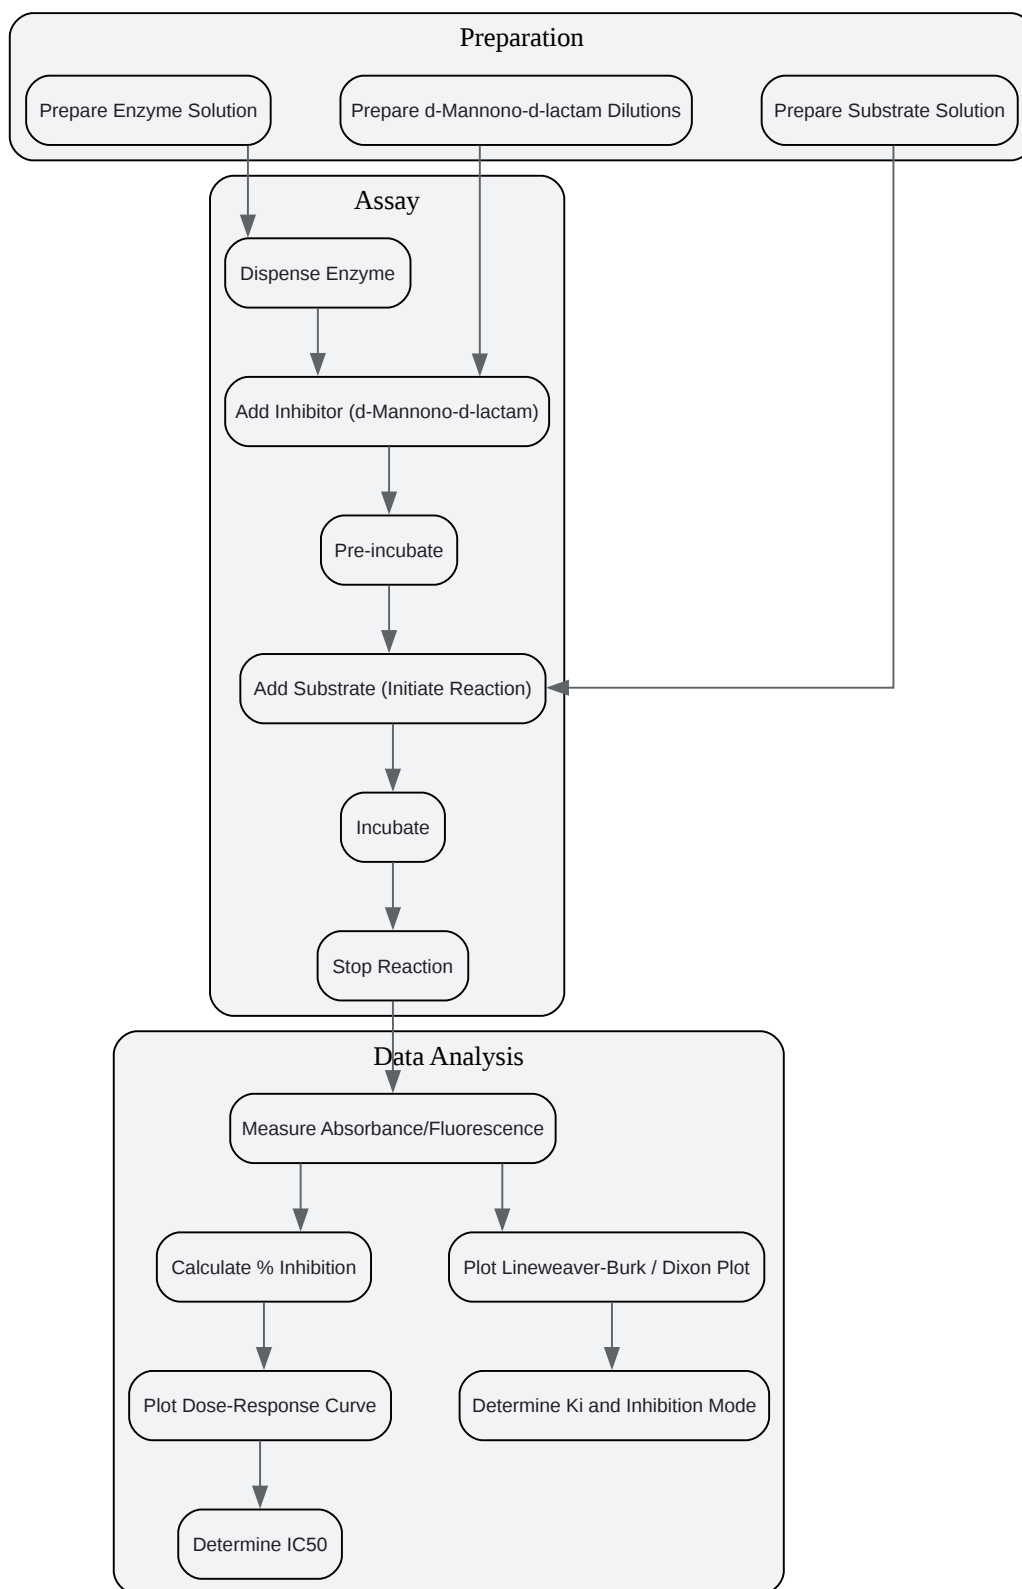 Preparation
Prepare Enzyme Solution
Prepare d-Mannono-d-lactam Dilutions
Prepare Substrate Solution
Assay
Dispense Enzyme
Add Inhibitor (d-Mannono-d-lactam)
Pre-incubate
Add Substrate (Initiate Reaction)
Incubate
Stop Reaction
Data Analysis
Measure Absorbance/Fluorescence
Calculate % Inhibition
Plot Lineweaver-Burk / Dixon Plot
Plot Dose-Response Curve
Determine Ki and Inhibition Mode
Determine IC50